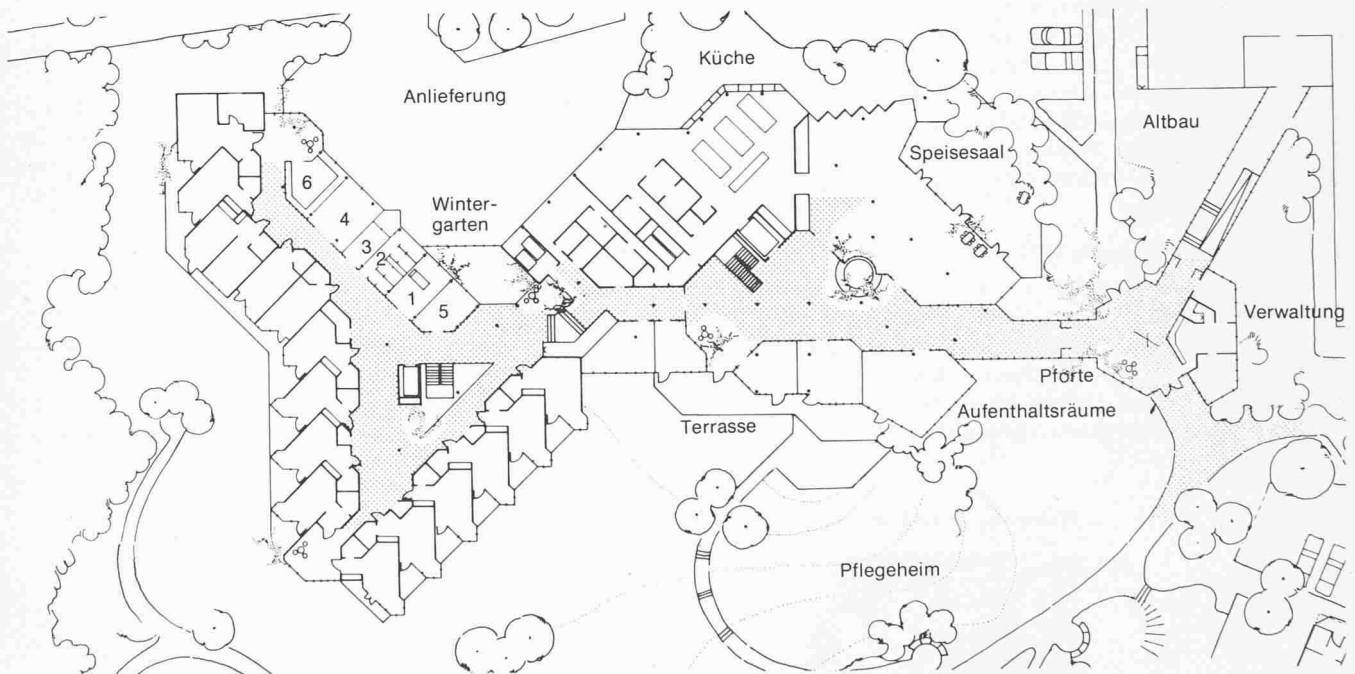 Küche
Anlieferung
Altbau
Speisesaal
6
Winter-
garten
4
3
2
1
5
Verwaltung
Pforte
Aufenthaltsräume
Terrasse
Pflegeheim